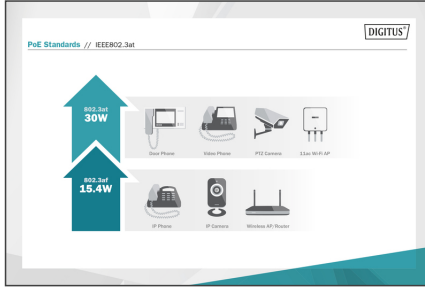 DIGITUS®
PoE Standards // IEEE802.3at
802.3at
30W
Door Phone Video Phone PTZ Camera 11ac Wi-Fi AP
802.3af
15.4W
IP Phone IP Camera Wireless AP/Router